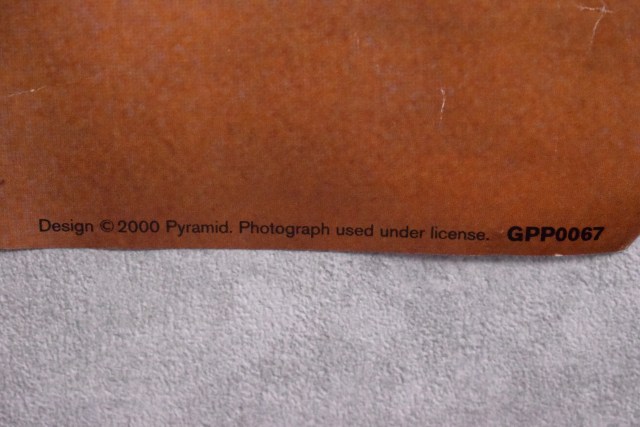 Design © 2000 Pyramid. Photograph used under license. GPP0067